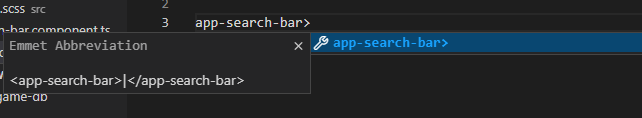 .scss src
2
-bar.component.ts
3 app-search-bar>
Emmet Abbreviation ×
app-search-bar>
<app-search-bar>|</app-search-bar>
game-db